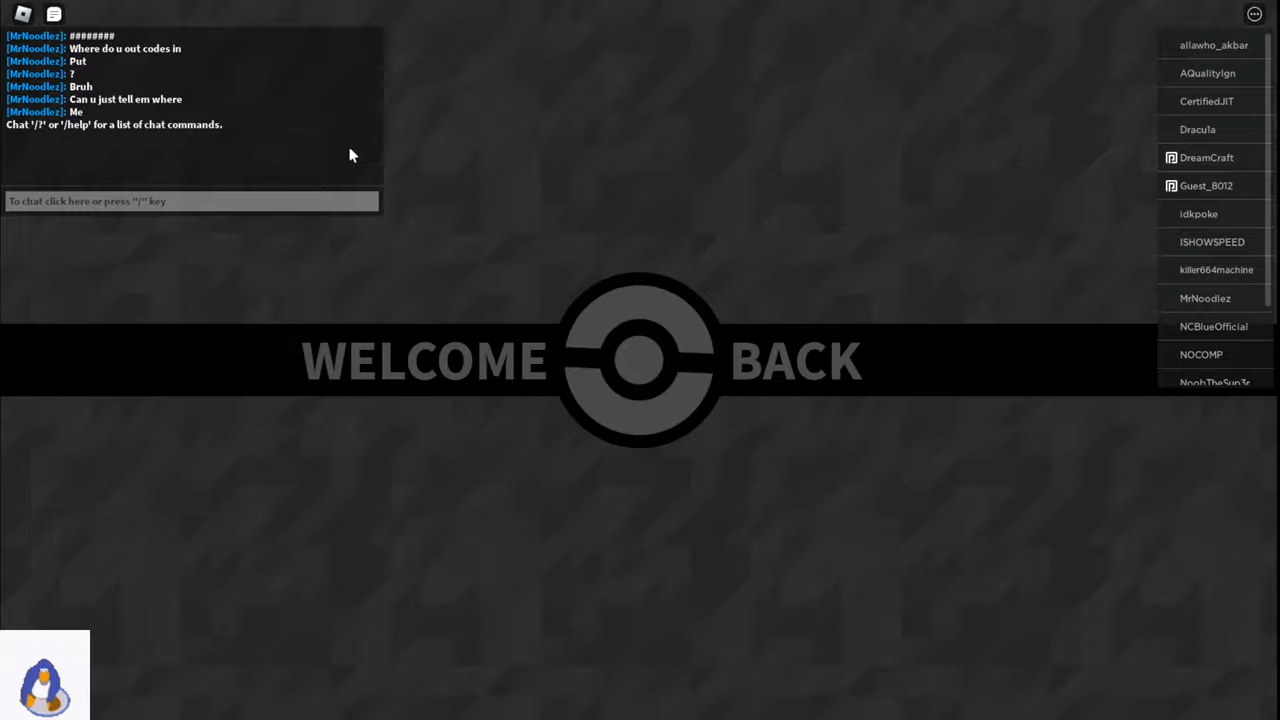 [MrNoodlez]: ########
[MrNoodlez]: Where do u out codes in
[MrNoodlez]: Put
[MrNoodlez]: ?
[MrNoodlez]: Bruh
[MrNoodlez]: Can u just tell em where
[MrNoodlez]: Me
Chat '/?' or '/help' for a list of chat commands.
To chat click here or press "/" key
allawho_akbar
AQualityIgn
CertifiedJIT
Dracu1a
DreamCraft
Guest_8012
idkpoke
ISHOWSPEED
killer664machine
MrNoodlez
NCBlueOfficial
NOCOMP
NoobTheSup3r
WELCOME BACK